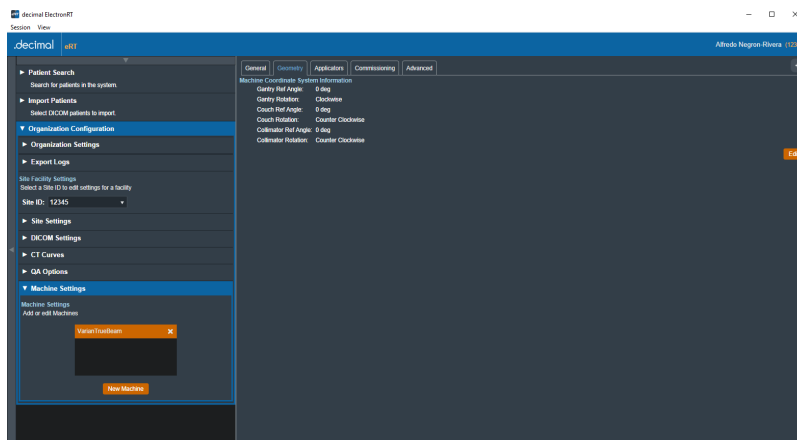 decimal ElectronRT
Session View
.decimal eRT
Alfredo Negron-Rivera (123
Patient Search
Search for patients in the system.
Import Patients
Select DICOM patients to import.
Organization Configuration
Organization Settings
Export Logs
Site Facility Settings
Select a Site ID to edit settings for a facility
Site ID: 12345
Site Settings
DICOM Settings
CT Curves
QA Options
Machine Settings
Machine Settings
Add or edit Machines
VarianTrueBeam
New Machine
General Geometry Applicators Commissioning Advanced
Machine Coordinate System Information
Gantry Ref Angle: 0 deg
Gantry Rotation: Clockwise
Couch Ref Angle: 0 deg
Couch Rotation: Counter Clockwise
Collimator Ref Angle: 0 deg
Collimator Rotation: Counter Clockwise
Edi